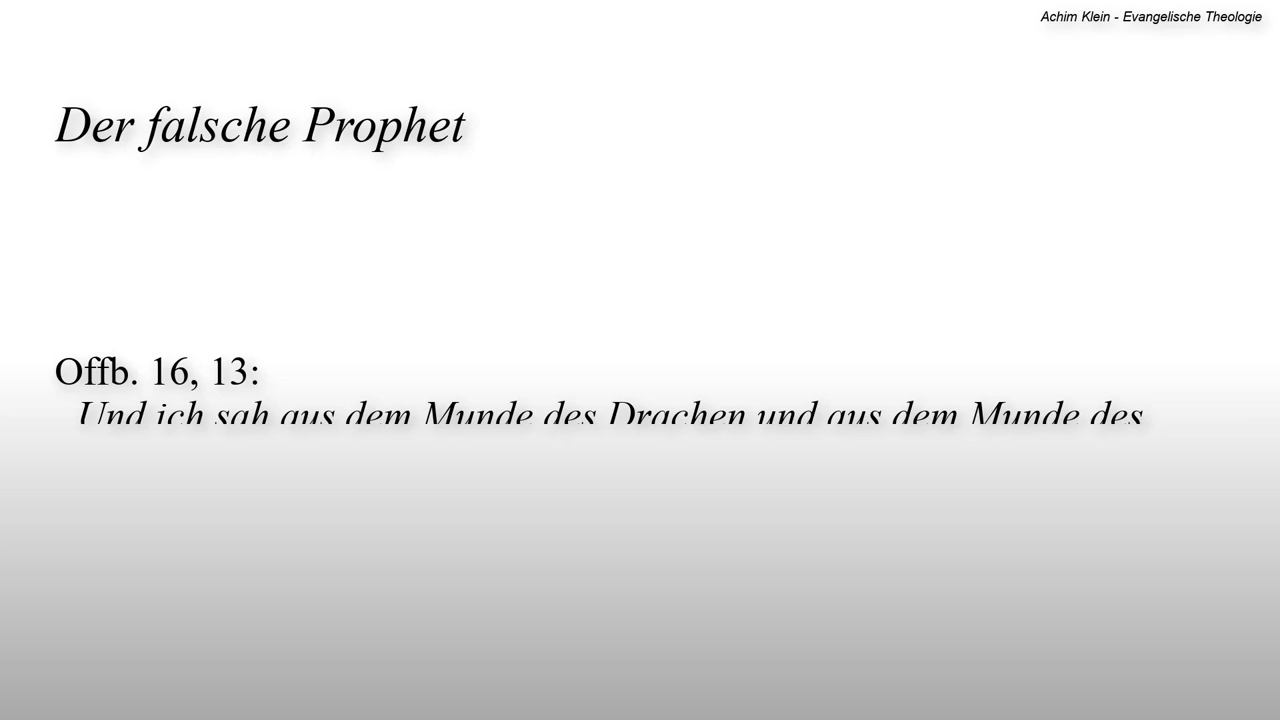 Achim Klein - Evangelische Theologie
Der falsche Prophet
Offb. 16, 13:
Und ich sah aus dem Munde des Drachen und aus dem Munde des